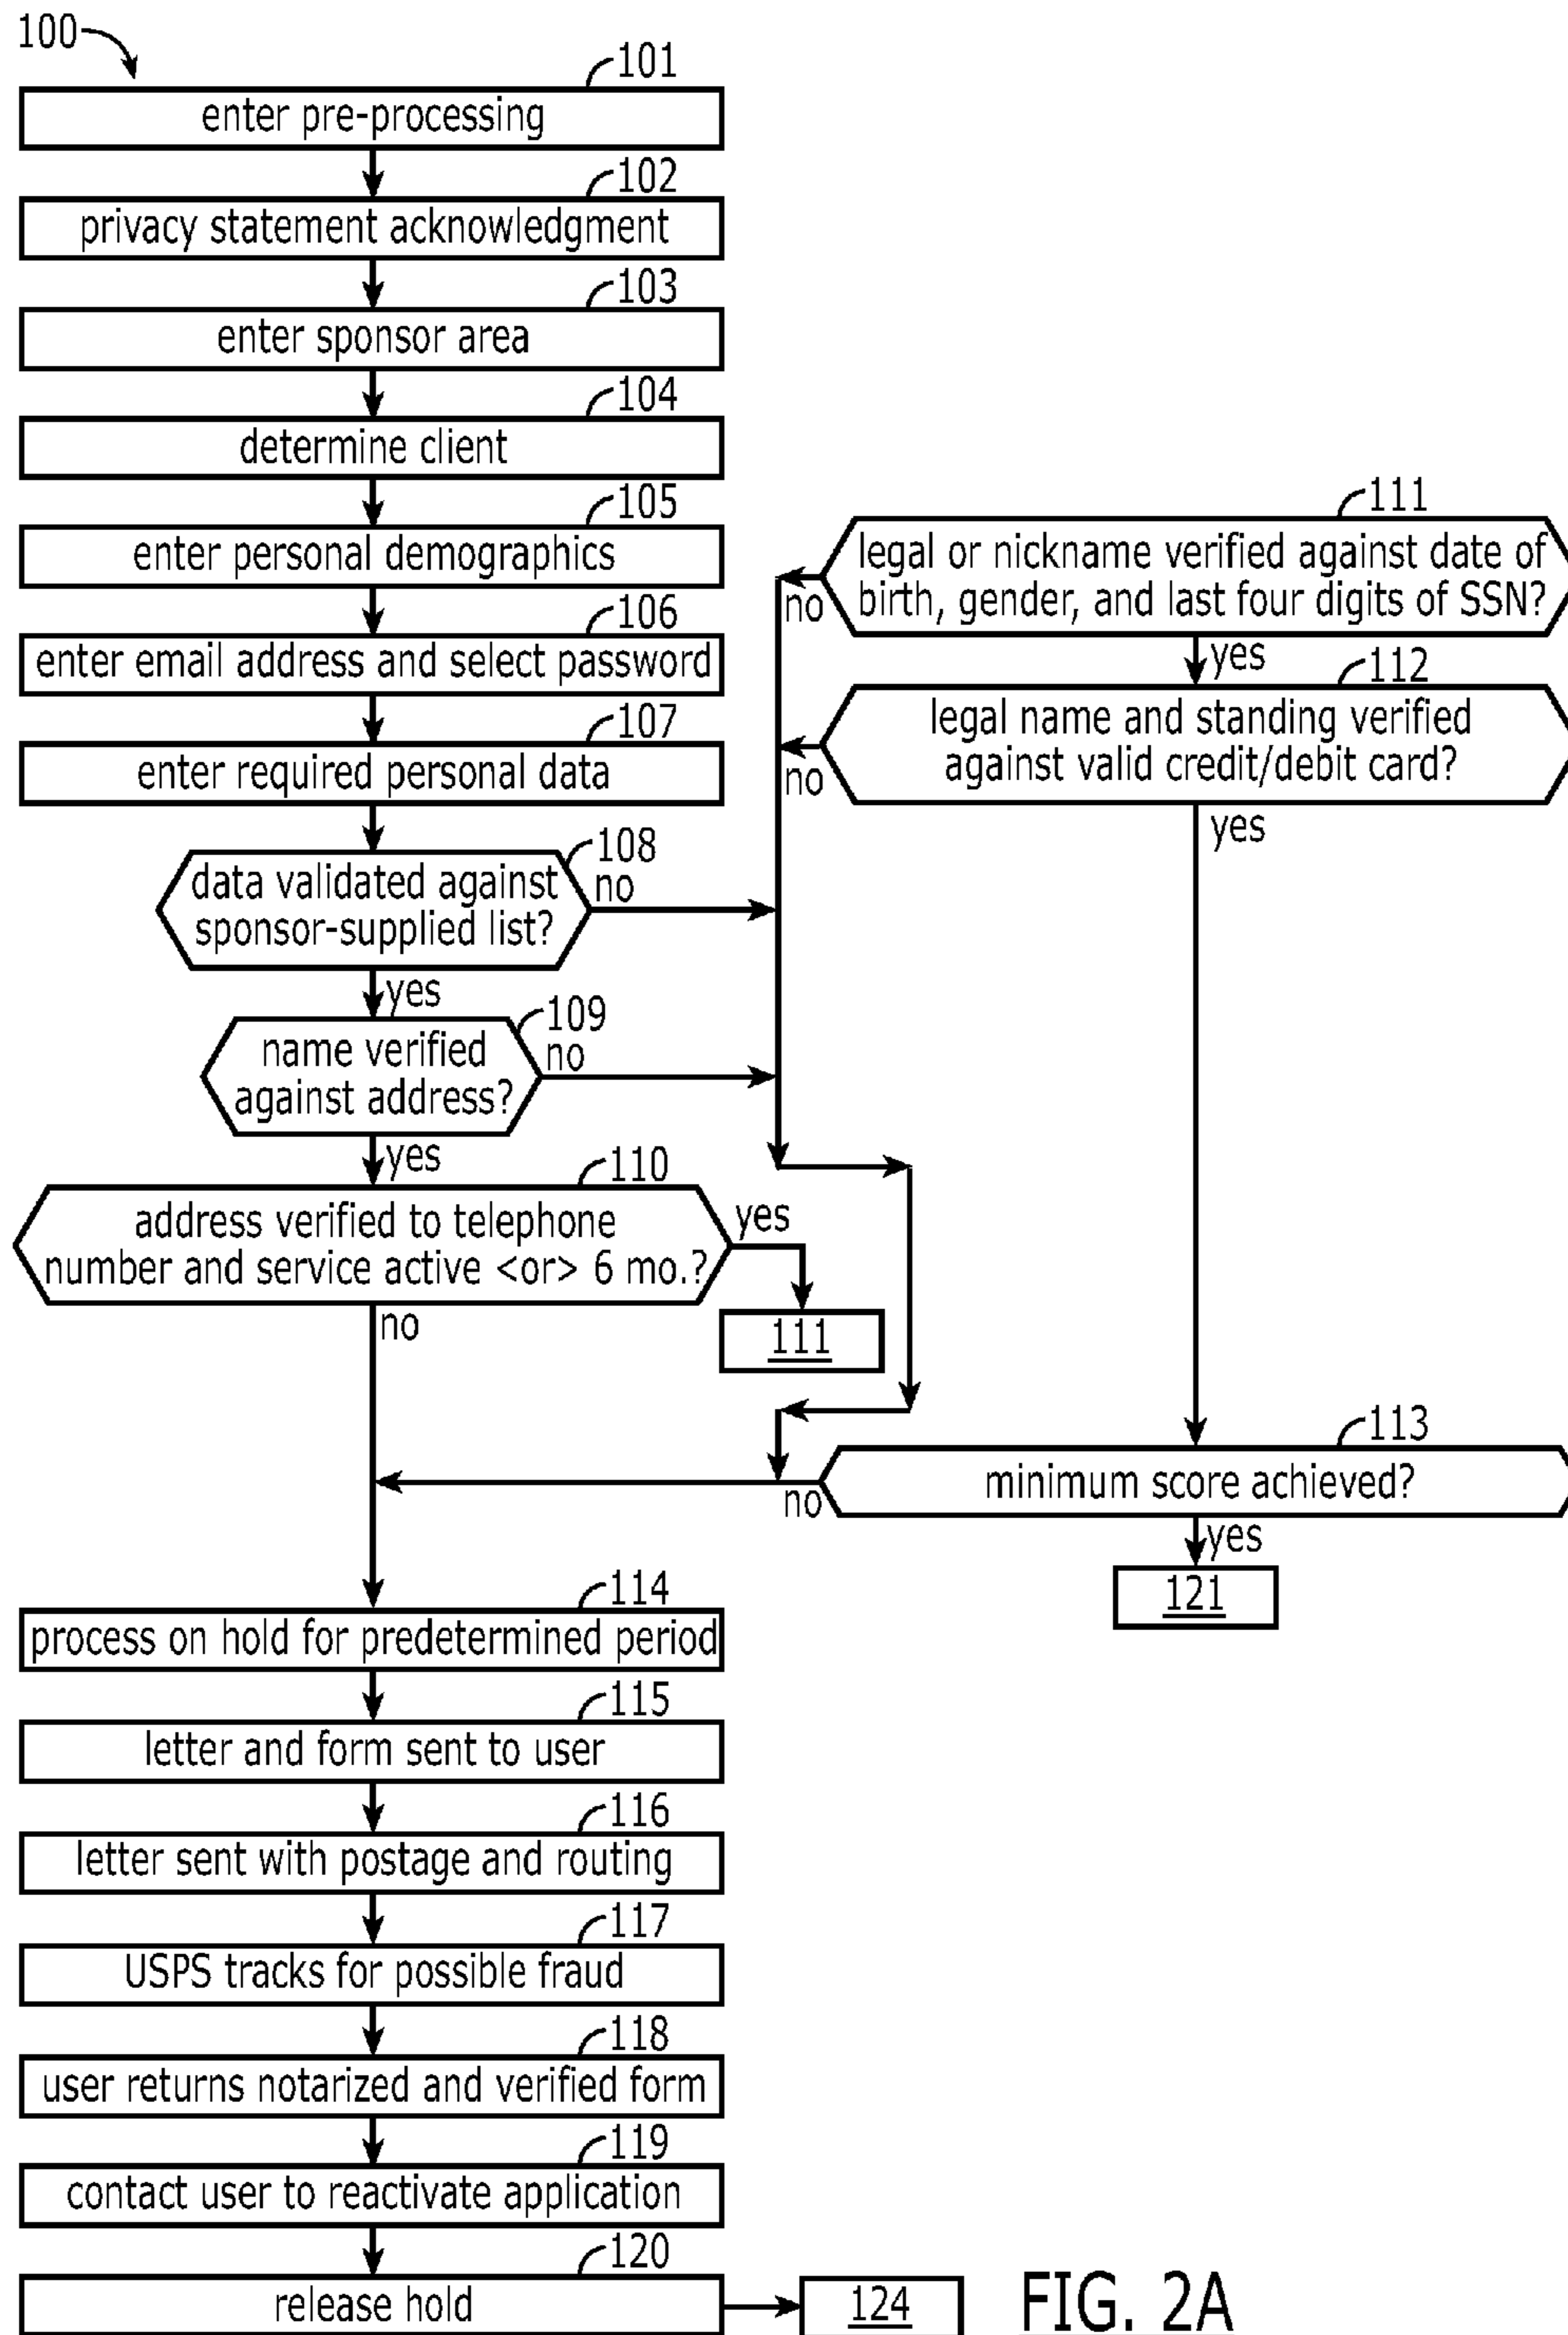 100
101
enter pre-processing
102
privacy statement acknowledgment
103
enter sponsor area
104
determine client
105
enter personal demographics
106
enter email address and select password
107
enter required personal data
108
data validated against
sponsor-supplied list?
no
yes
109
name verified
against address?
no
yes
110
address verified to telephone
number and service active <or> 6 mo.?
yes
111
no
111
legal or nickname verified against date of
birth, gender, and last four digits of SSN?
no
yes
112
legal name and standing verified
against valid credit/debit card?
no
yes
113
minimum score achieved?
no
yes
121
114
process on hold for predetermined period
115
letter and form sent to user
116
letter sent with postage and routing
117
USPS tracks for possible fraud
118
user returns notarized and verified form
119
contact user to reactivate application
120
release hold
124
FIG. 2A